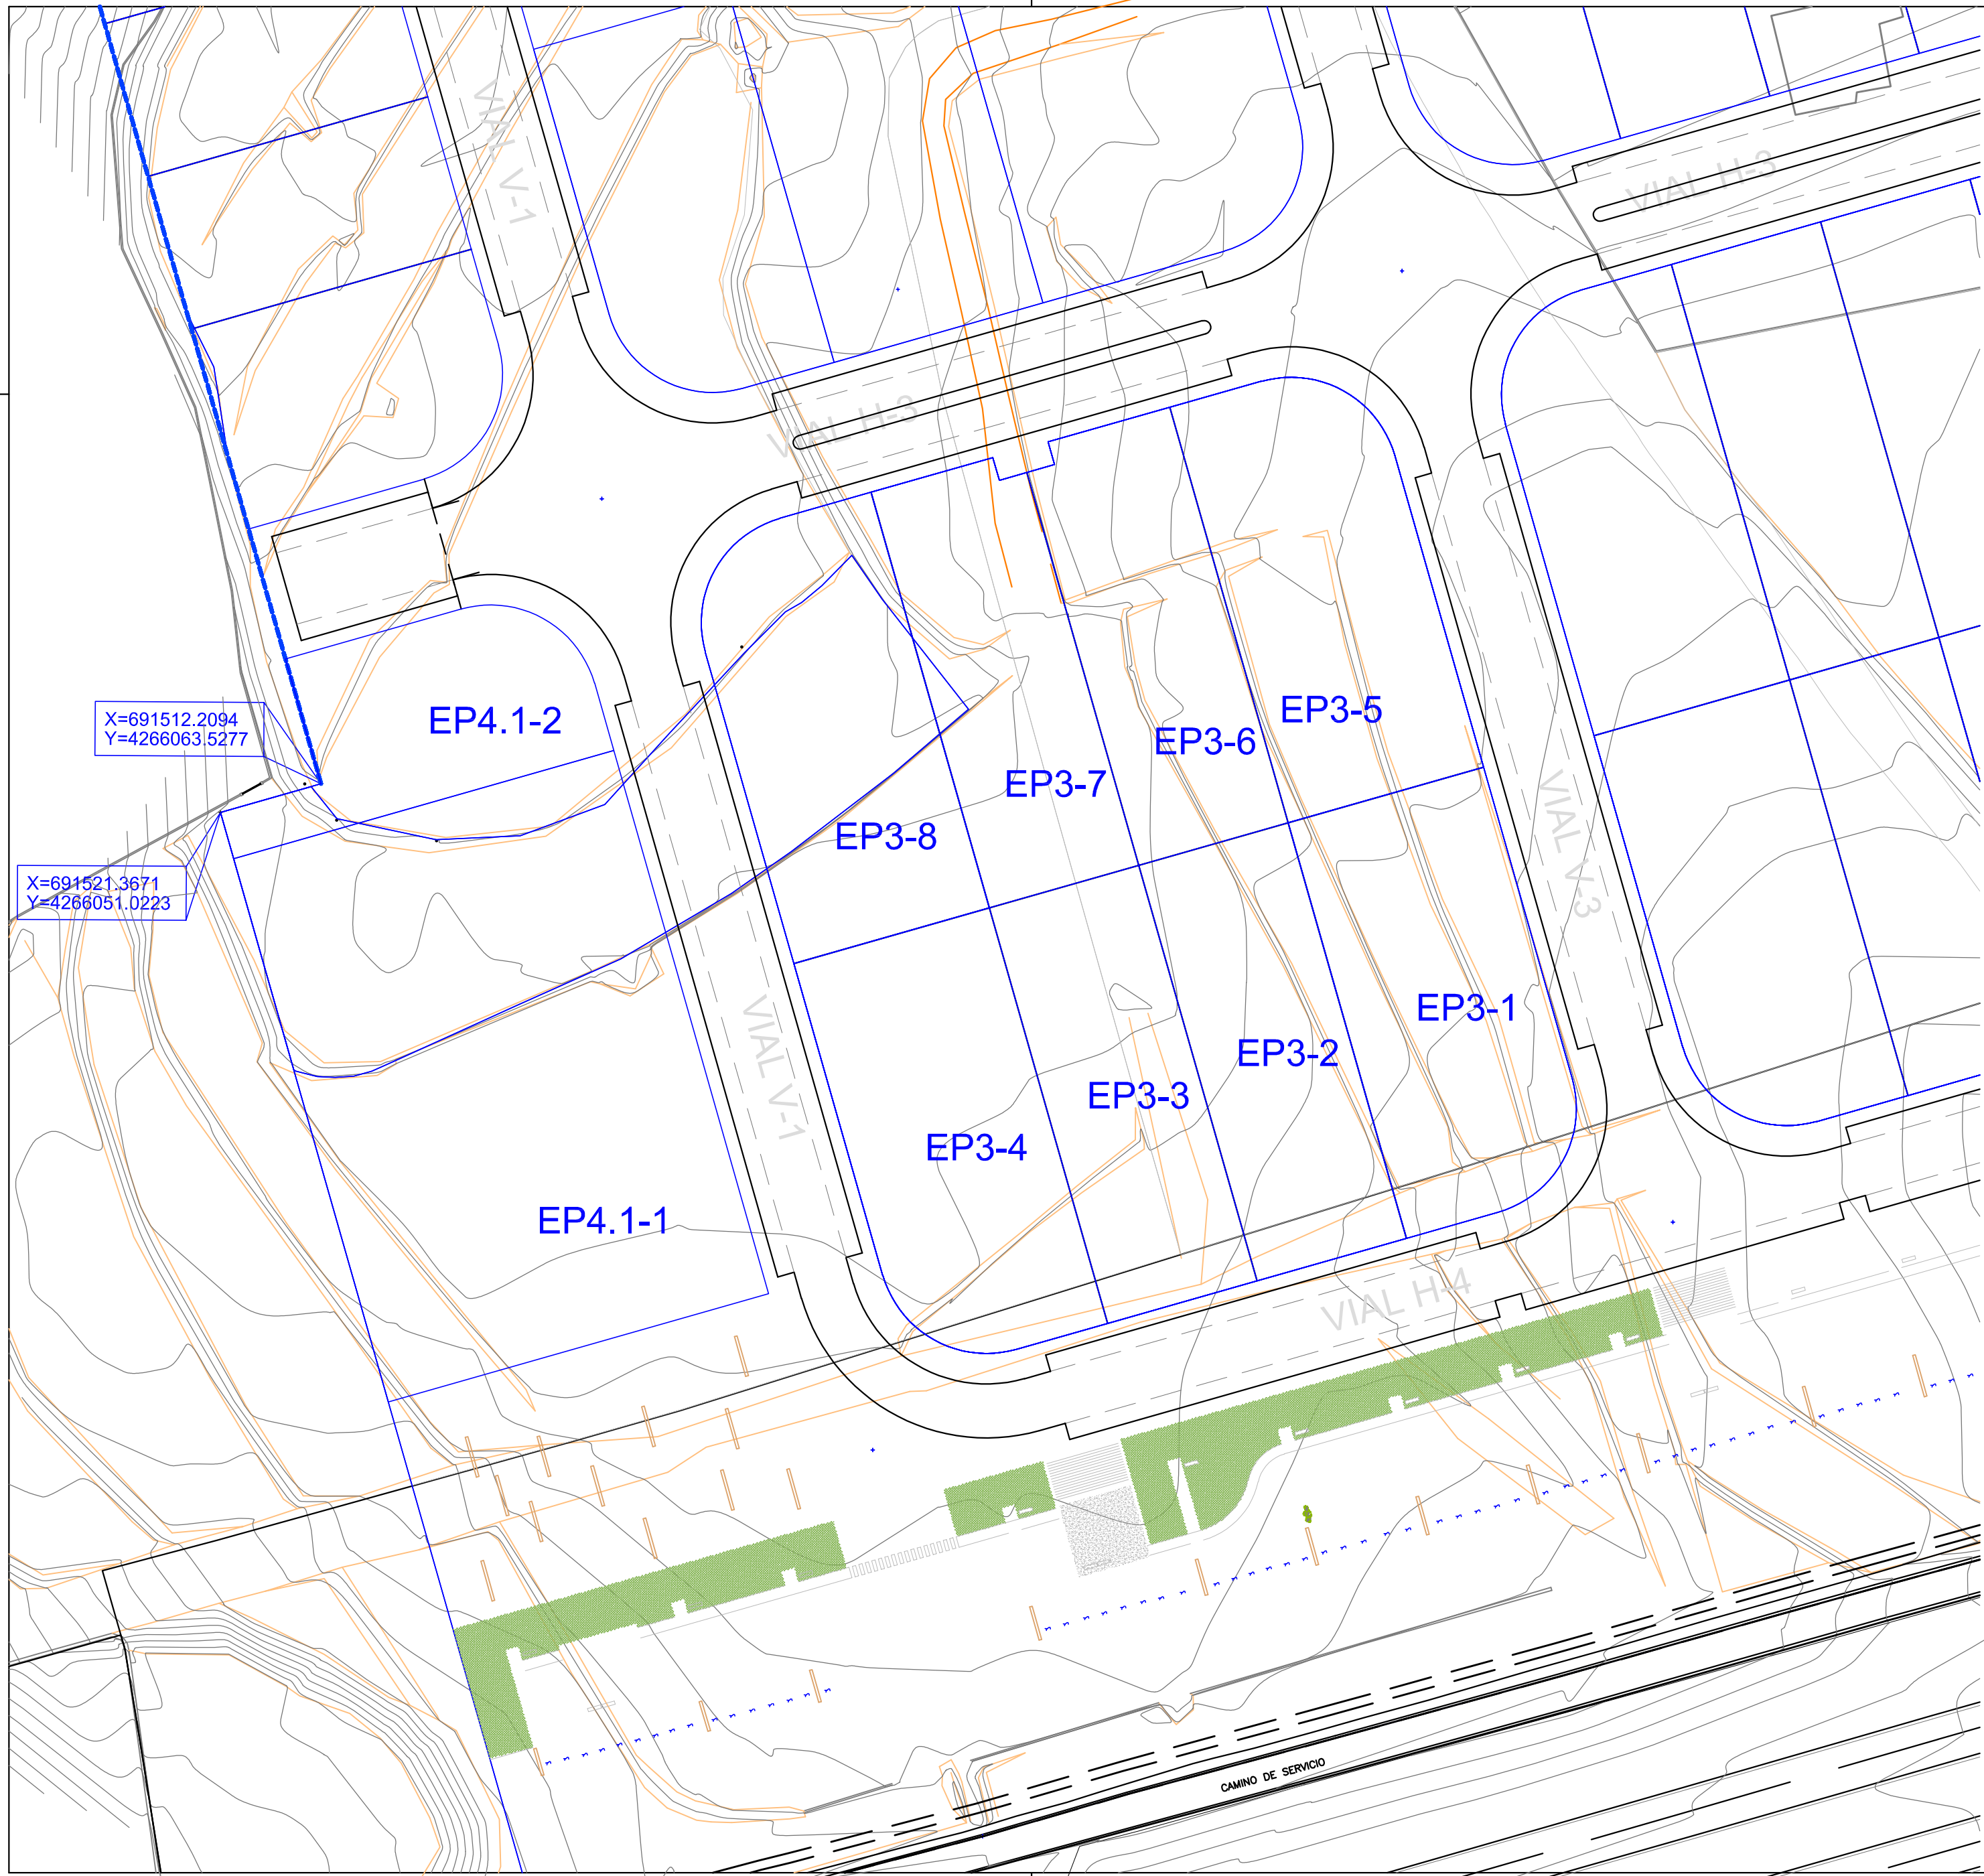 VIAL V-1
VIAL H-3
VIAL H-3
X=691512.2094
Y=4266063.5277
EP4.1-2
EP3-5
EP3-6
EP3-7
EP3-8
VIAL V-3
X=691521.3671
Y=4266051.0223
EP3-1
EP3-2
EP3-3
VIAL V-1
EP3-4
EP4.1-1
VIAL H-4
CAMINO DE SERVICIO